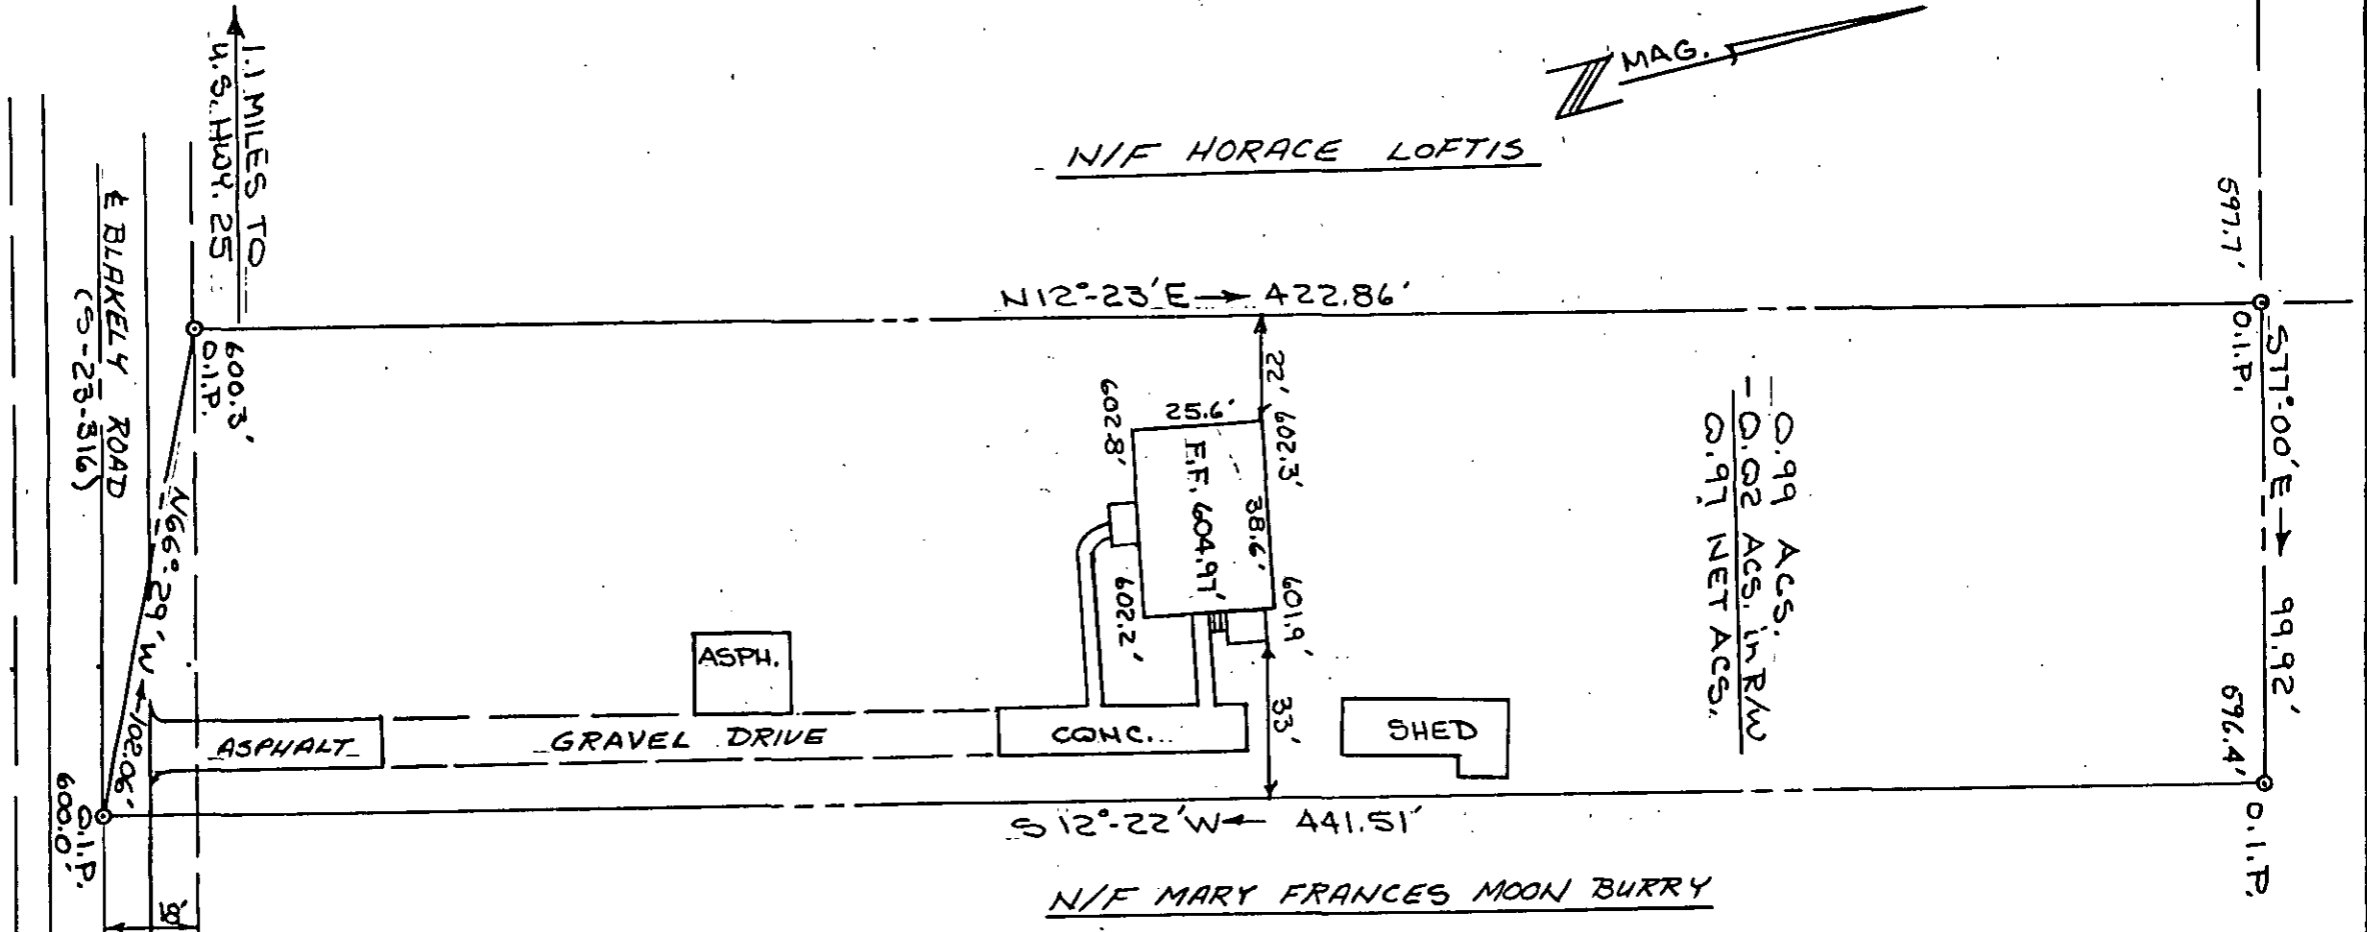 1.1 MILES TO
U.S. HWY. 25
MAG.
N/F HORACE LOFTIS
597.7'
℄ BLAKELY ROAD
(S-23-316)
N12°-23'E → 422.86'
600.3'
O.I.P.
O.I.P.
S77°-00'E → 99.92'
22'
602.3'
25.6'
602.8'
F.F. 604.97'
38.6'
601.9'
602.2'
0.99 ACS.
- 0.02 ACS. in R/W
0.97 NET ACS.
N66°-29'W ← 102.06'
ASPH.
33'
ASPHALT
GRAVEL DRIVE
CONC.
SHED
596.4'
O.I.P.
O.I.P.
600.0'
S 12°-22'W ← 441.51'
N/F MARY FRANCES MOON BURRY